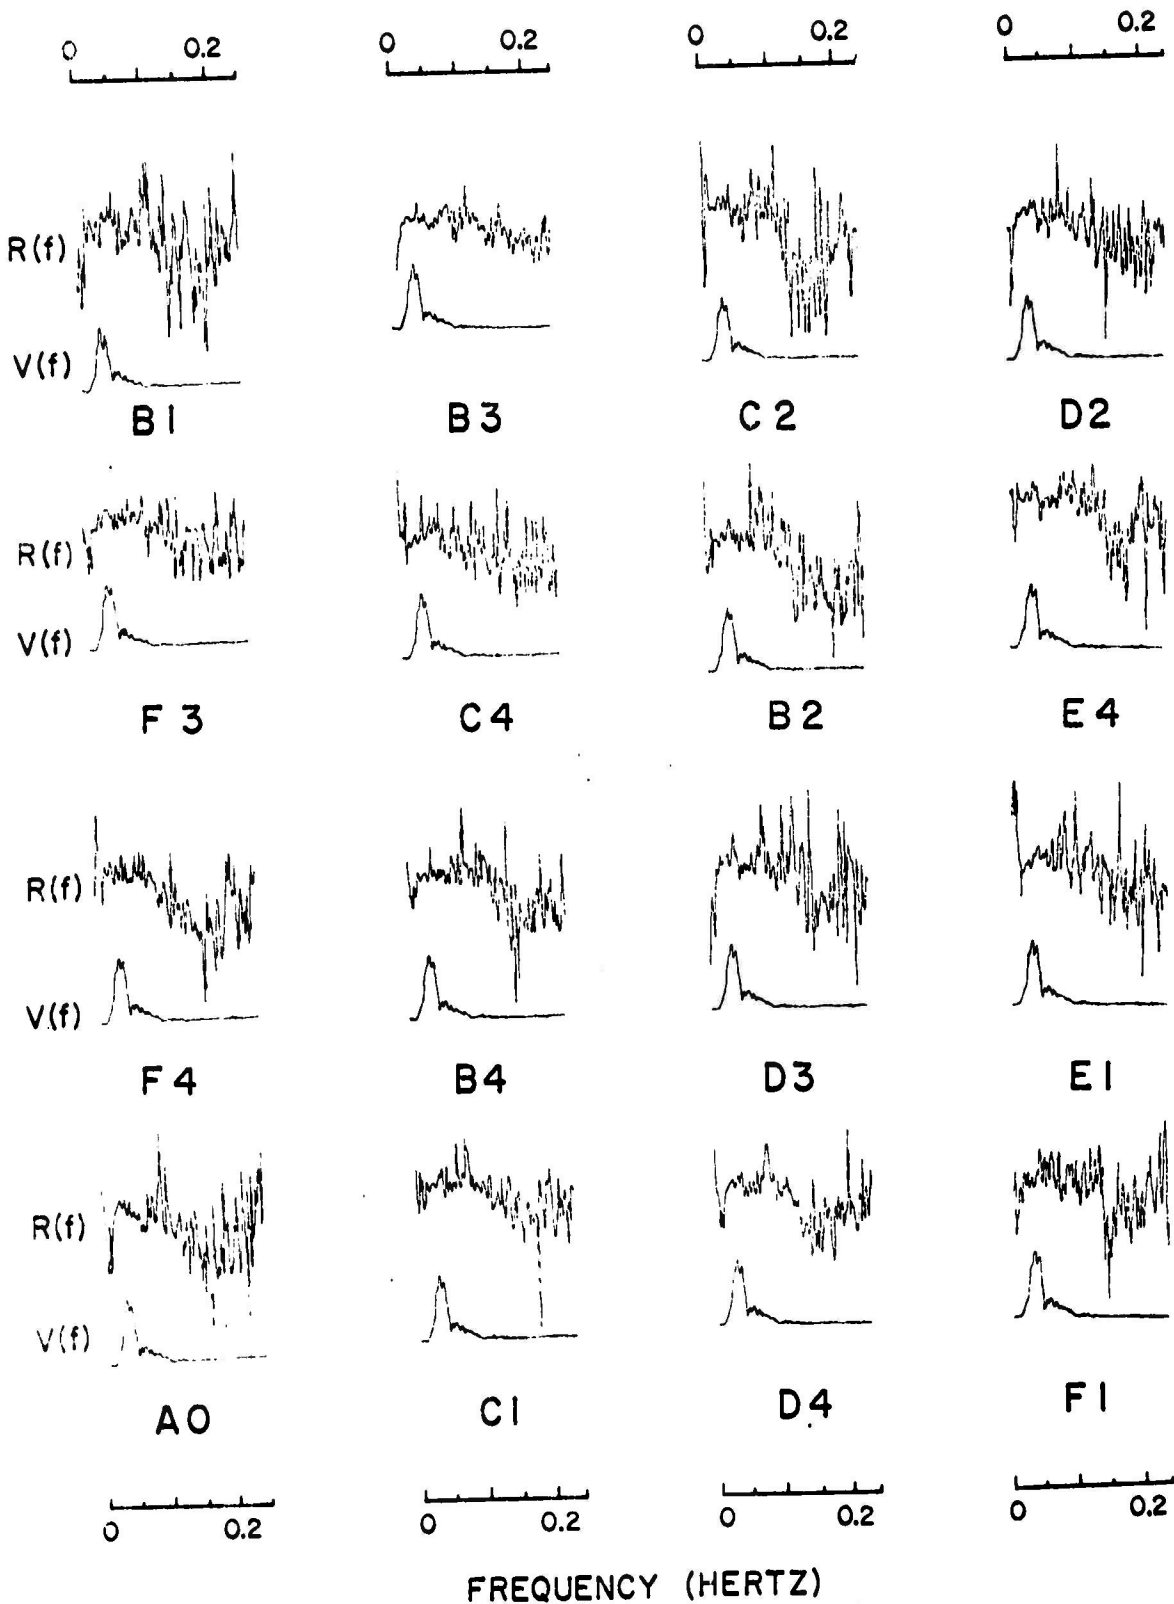 0 0.2 0 0.2 0 0.2 0 0.2
R(f)
V(f)
B1 B3 C2 D2
R(f)
V(f)
F3 C4 B2 E4
R(f)
V(f)
F4 B4 D3 E1
R(f)
V(f)
A0 C1 D4 F1
0 0.2 0 0.2 0 0.2 0 0.2
FREQUENCY (HERTZ)